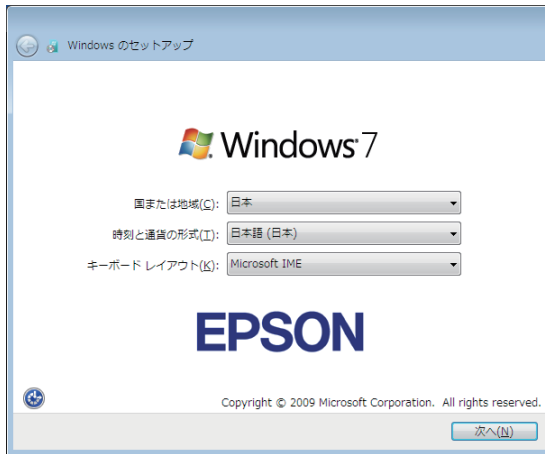 Windows のセットアップ
Windows 7
国または地域(C): 日本
時刻と通貨の形式(T): 日本語 (日本)
キーボード レイアウト(K): Microsoft IME
EPSON
Copyright © 2009 Microsoft Corporation. All rights reserved.
次へ(N)